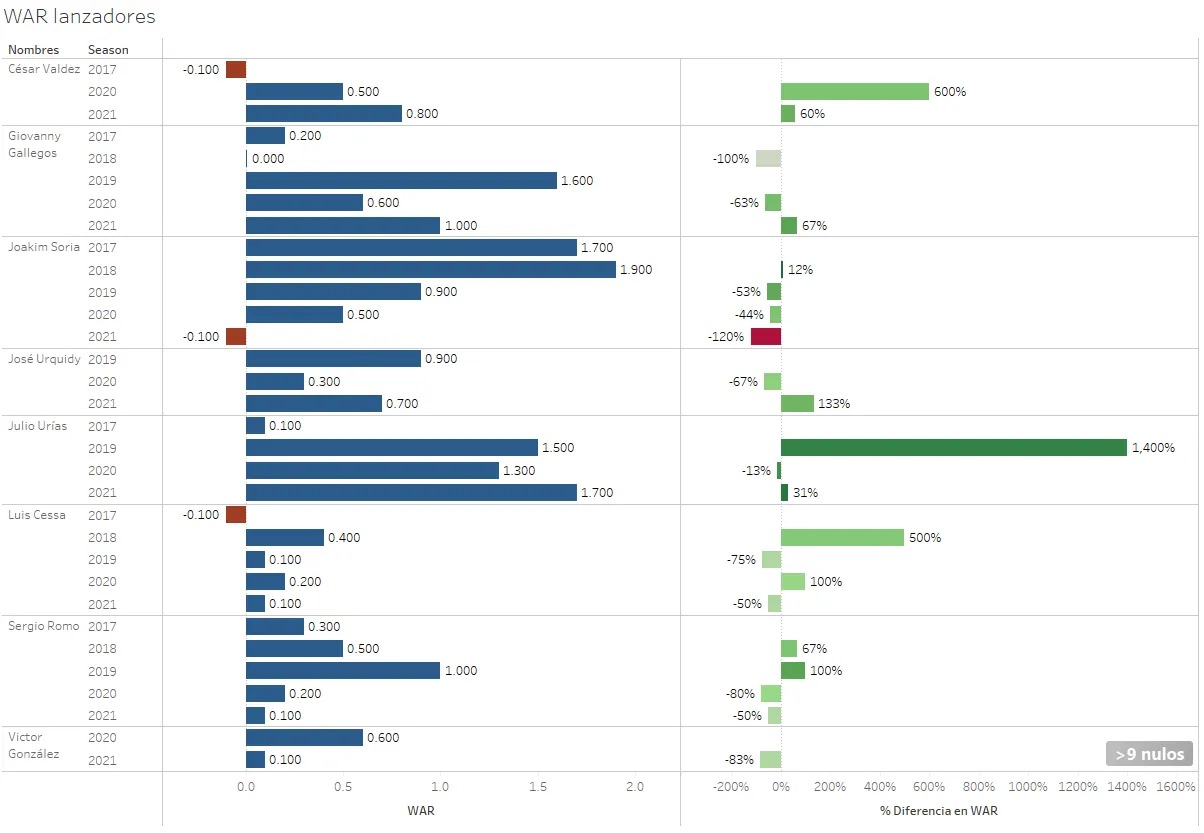 WAR lanzadores
Nombres Season
César Valdez 2017 -0.100
2020 0.500 600%
2021 0.800 60%
Giovanny 2017 0.200
Gallegos 2018 0.000 -100%
2019 1.600
2020 0.600 -63%
2021 1.000 67%
Joakim Soria 2017 1.700
2018 1.900 12%
2019 0.900 -53%
2020 0.500 -44%
2021 -0.100 -120%
José Urquidy 2019 0.900
2020 0.300 -67%
2021 0.700 133%
Julio Urías 2017 0.100
2019 1.500 1,400%
2020 1.300 -13%
2021 1.700 31%
Luis Cessa 2017 -0.100
2018 0.400 500%
2019 0.100 -75%
2020 0.200 100%
2021 0.100 -50%
Sergio Romo 2017 0.300
2018 0.500 67%
2019 1.000 100%
2020 0.200 -80%
2021 0.100 -50%
Victor 2020 0.600
González 2021 0.100 -83%
>9 nulos
0.0 0.5 1.0 1.5 2.0 -200% 0% 200% 400% 600% 800% 1000% 1200% 1400% 1600%
WAR % Diferencia en WAR